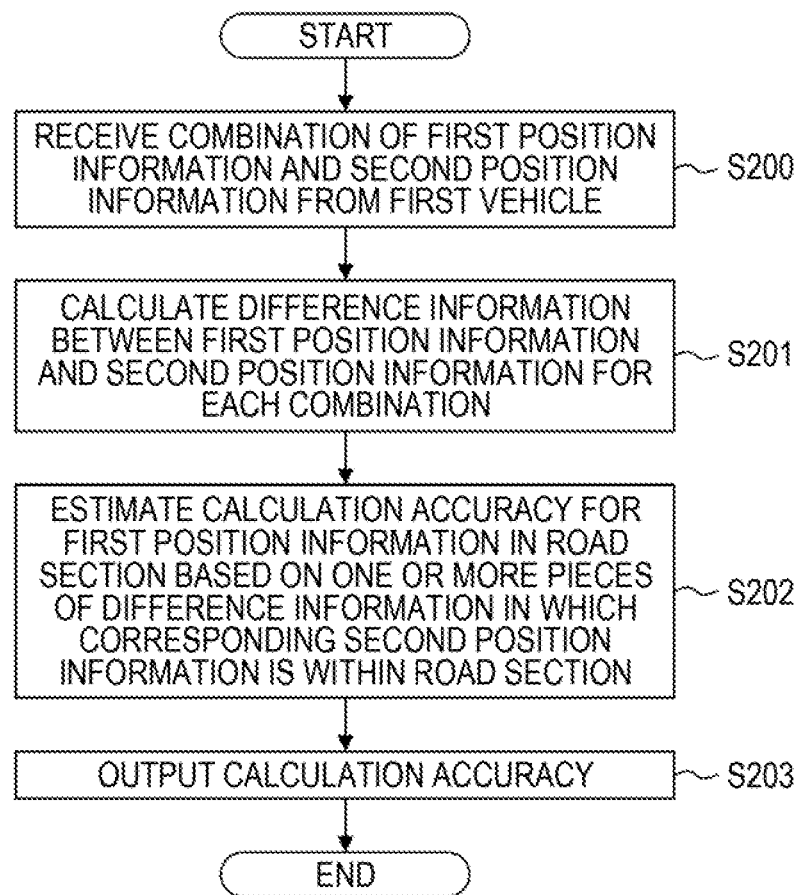 START
RECEIVE COMBINATION OF FIRST POSITION
INFORMATION AND SECOND POSITION
INFORMATION FROM FIRST VEHICLE
S200
CALCULATE DIFFERENCE INFORMATION
BETWEEN FIRST POSITION INFORMATION
AND SECOND POSITION INFORMATION FOR
EACH COMBINATION
S201
ESTIMATE CALCULATION ACCURACY FOR
FIRST POSITION INFORMATION IN ROAD
SECTION BASED ON ONE OR MORE PIECES
OF DIFFERENCE INFORMATION IN WHICH
CORRESPONDING SECOND POSITION
INFORMATION IS WITHIN ROAD SECTION
S202
OUTPUT CALCULATION ACCURACY
S203
END